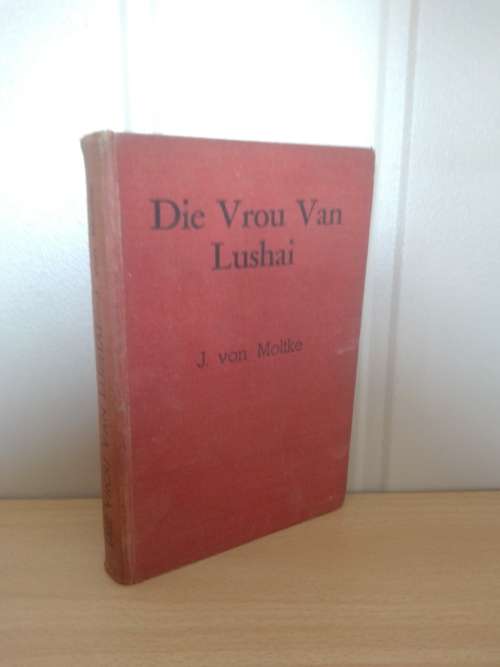 Die Vrou Van
Lushai
J. von Moltke